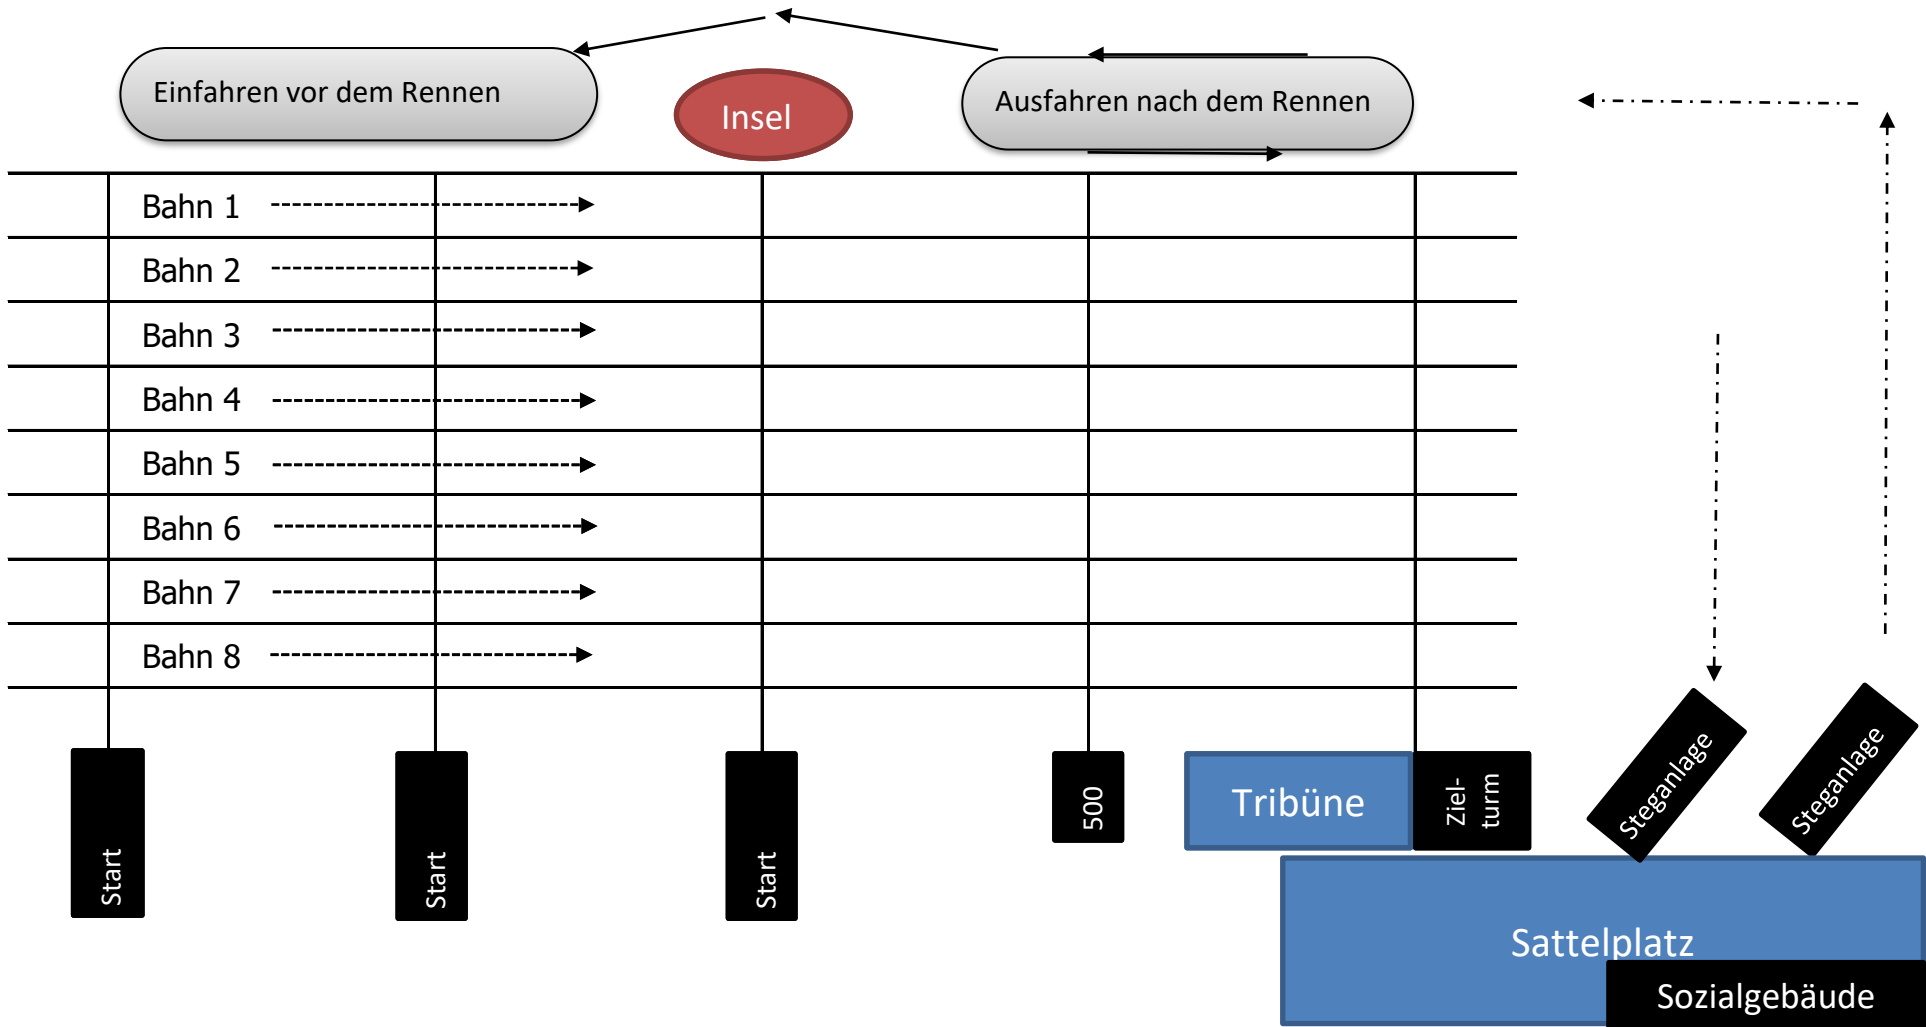 Einfahren vor dem Rennen
Insel
Ausfahren nach dem Rennen
Bahn 1
Bahn 2
Bahn 3
Bahn 4
Bahn 5
Bahn 6
Bahn 7
Bahn 8
Start
Start
Start
500
Tribüne
Ziel-
turm
Steganlage
Steganlage
Sattelplatz
Sozialgebäude